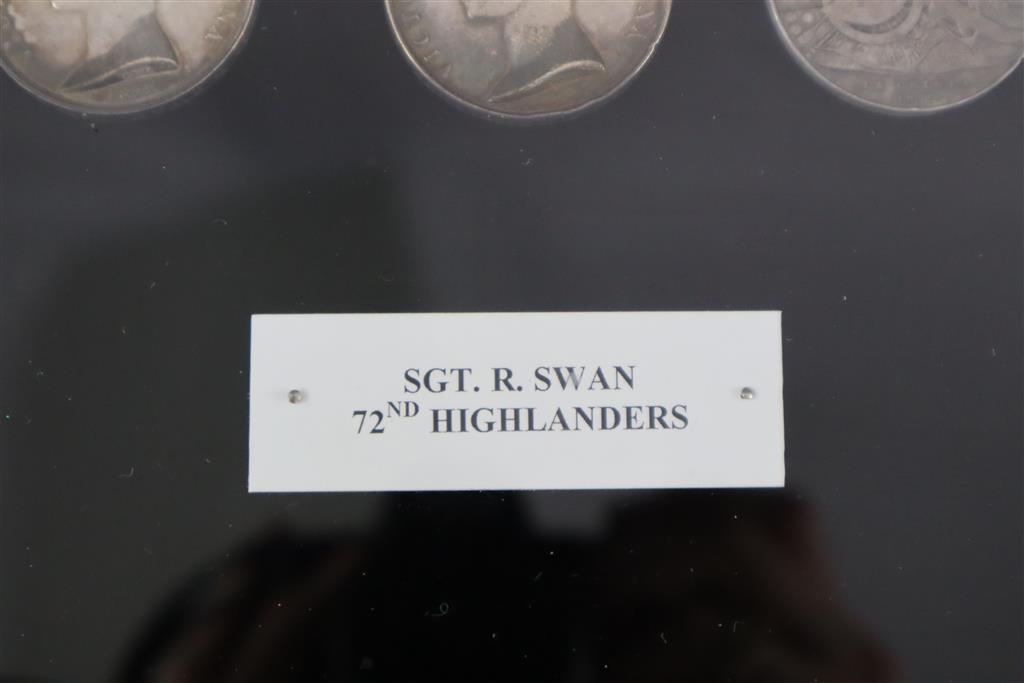 SGT. R. SWAN
72ND HIGHLANDERS